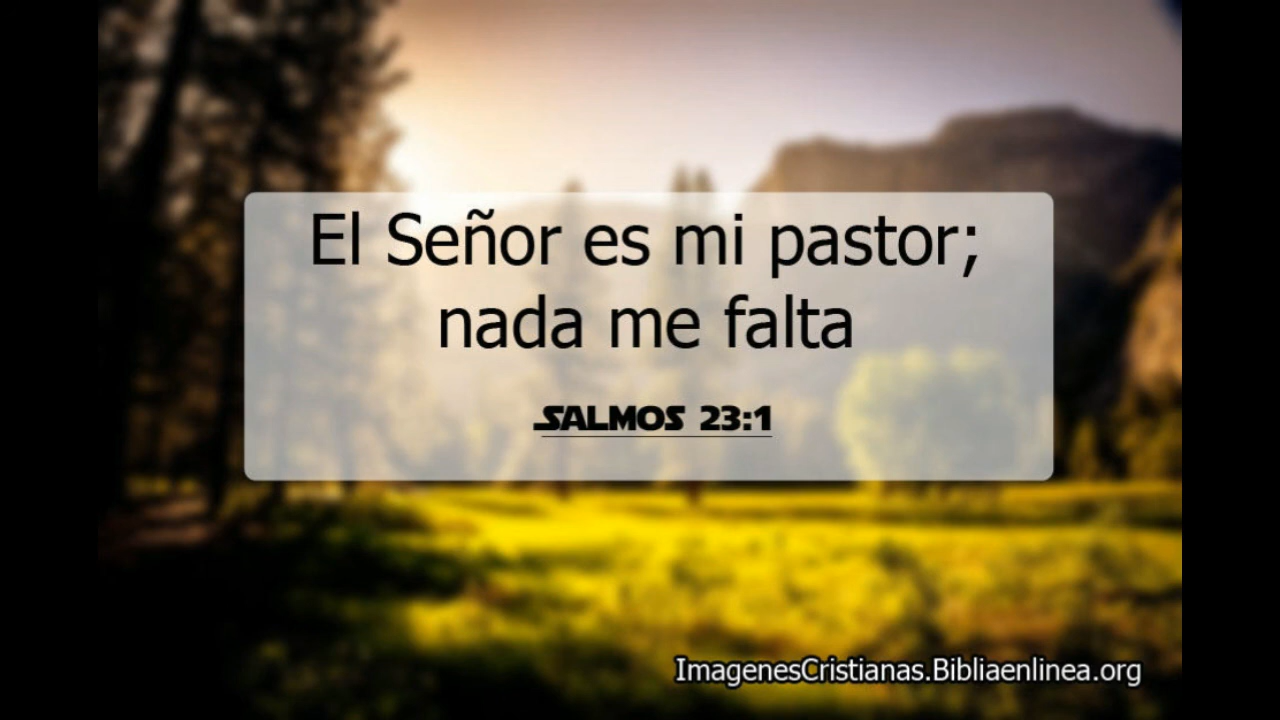 El Señor es mi pastor;
nada me falta
SALMOS 23:1
ImagenesCristianas.Bibliaenlinea.org